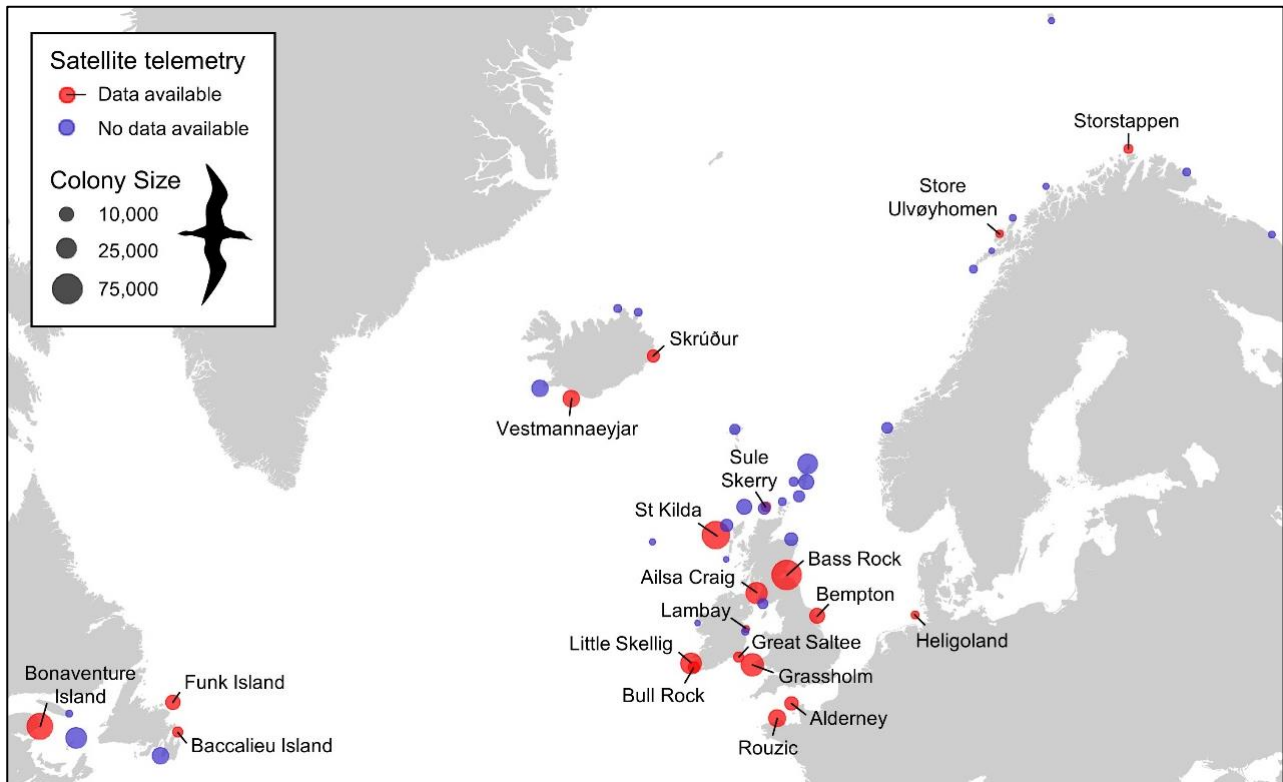 Satellite telemetry
Data available
No data available
Colony Size
10,000
25,000
75,000
Storstappen
Store
Ulvøyhomen
Skrúður
Vestmannaeyjar
Sule
Skerry
St Kilda
Bass Rock
Ailsa Craig
Bempton
Lambay
Great Saltee
Heligoland
Little Skellig
Grassholm
Bull Rock
Bonaventure
Island
Funk Island
Baccalieu Island
Alderney
Rouzic